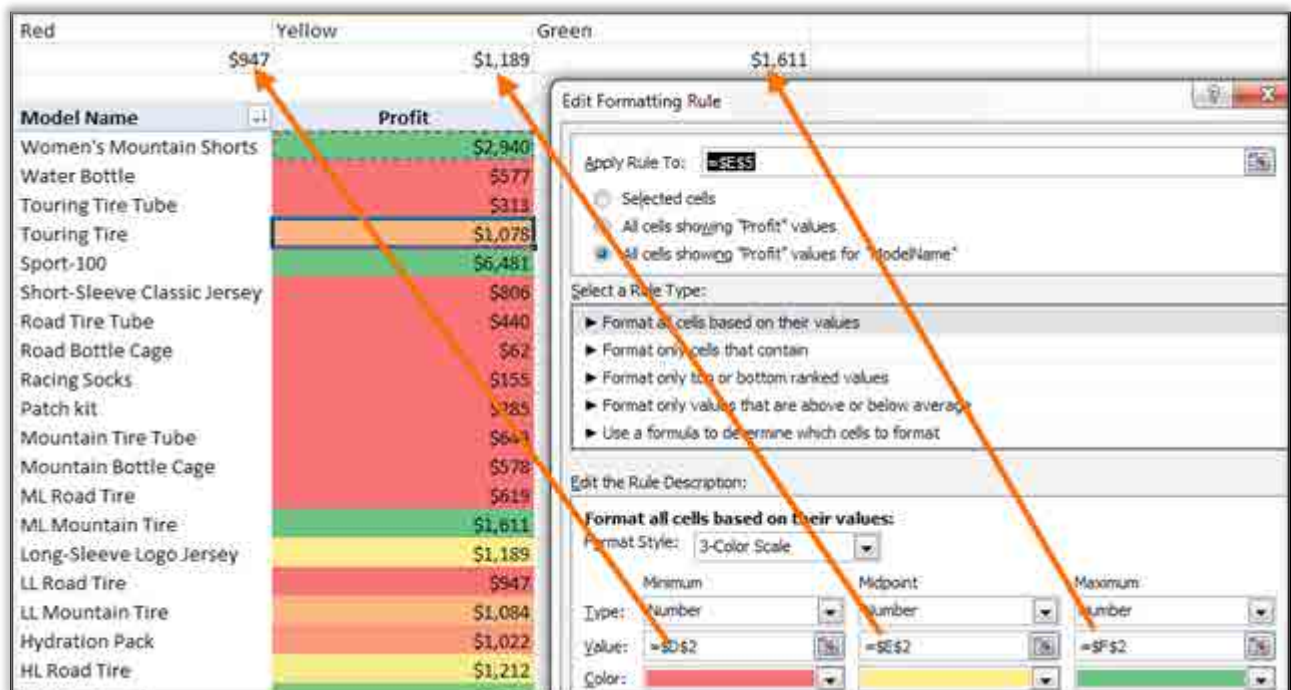 Red Yellow Green
$947 $1,189 $1,611
Model Name Profit
Women's Mountain Shorts $2,940
Water Bottle $577
Touring Tire Tube $313
Touring Tire $1,078
Sport-100 $6,481
Short-Sleeve Classic Jersey $806
Road Tire Tube $440
Road Bottle Cage $62
Racing Socks $155
Patch kit
Mountain Tire Tube
Mountain Bottle Cage $578
ML Road Tire $619
ML Mountain Tire $1,611
Long-Sleeve Logo Jersey $1,189
LL Road Tire $947
LL Mountain Tire $1,084
Hydration Pack $1,022
HL Road Tire $1,212
Edit Formatting Rule
Apply Rule To: =$E$5
Selected cells
All cells showing "Profit" values
All cells showing "Profit" values for "ModelName"
Select a Rule Type:
► Format all cells based on their values
► Format only cells that contain
► Format only top or bottom ranked values
► Format only values that are above or below average
► Use a formula to determine which cells to format
Edit the Rule Description:
Format all cells based on their values:
Format Style: 3-Color Scale
Minimum Midpoint Maximum
Type: Number Number Number
Value: =$D$2 =$E$2 =$F$2
Color: